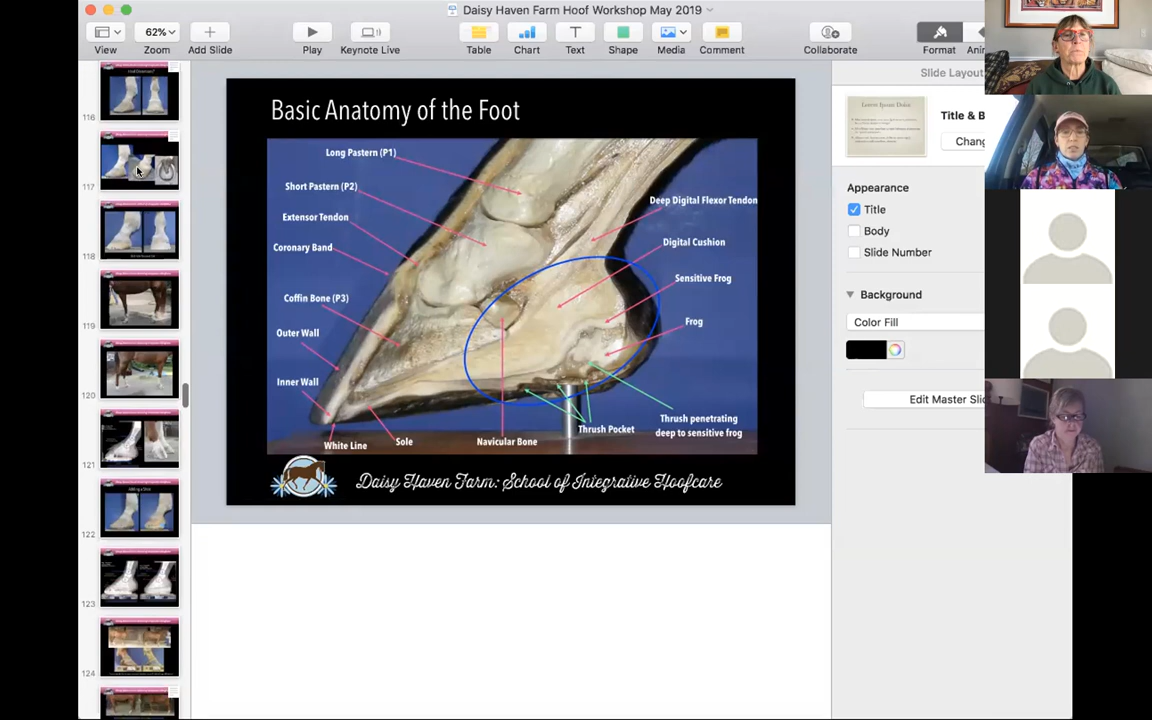 Daisy Haven Farm Hoof Workshop May 2019
62%
View
Zoom
Add Slide
Play
Keynote Live
Table
Chart
Text
Shape
Media
Comment
Collaborate
Format
Slide Layou
Title & B
Chang
Appearance
Title
Body
Slide Number
Background
Color Fill
Edit Master Slid
116
117
118
119
120
121
122
123
124
Basic Anatomy of the Foot
Long Pastern (P1)
Short Pastern (P2)
Extensor Tendon
Coronary Band
Coffin Bone (P3)
Outer Wall
Inner Wall
White Line
Sole
Navicular Bone
Deep Digital Flexor Tendon
Digital Cushion
Sensitive Frog
Frog
Thrush Pocket
Thrush penetrating
deep to sensitive frog
Daisy Haven Farm: School of Integrative Hoofcare